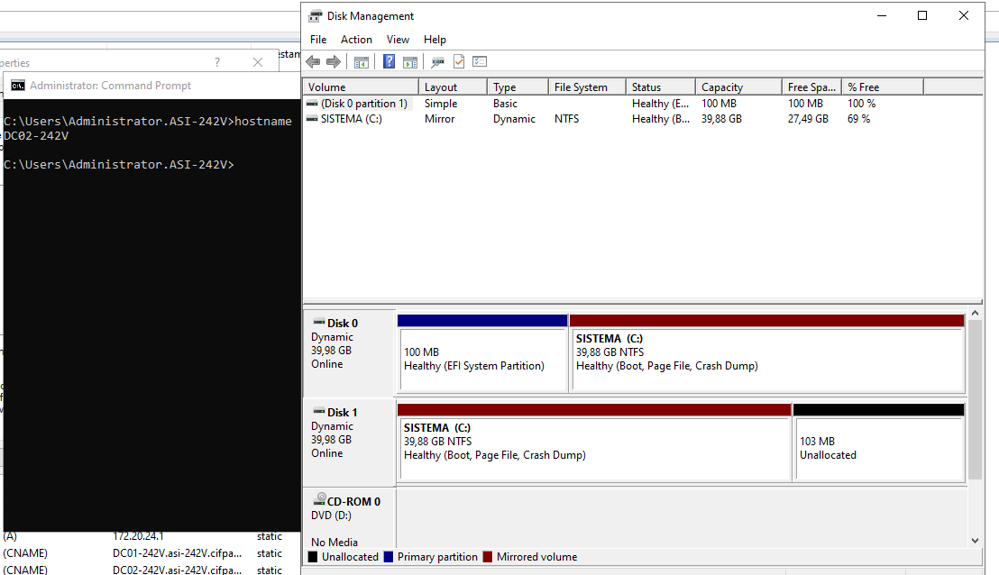 Disk Management
File Action View Help
perties
?
Administrator: Command Prompt
C:\Users\Administrator.ASI-242V>hostname
DC02-242V
C:\Users\Administrator.ASI-242V>
Volume Layout Type File System Status Capacity Free Spa... % Free
(Disk 0 partition 1) Simple Basic Healthy (E... 100 MB 100 MB 100 %
SISTEMA (C:) Mirror Dynamic NTFS Healthy (B... 39,88 GB 27,49 GB 69 %
Disk 0
Dynamic
39,98 GB
Online
100 MB
Healthy (EFI System Partition)
SISTEMA (C:)
39,88 GB NTFS
Healthy (Boot, Page File, Crash Dump)
Disk 1
Dynamic
39,98 GB
Online
SISTEMA (C:)
39,88 GB NTFS
Healthy (Boot, Page File, Crash Dump)
103 MB
Unallocated
CD-ROM 0
DVD (D:)
No Media
Unallocated Primary partition Mirrored volume
(A) 172.20.24.1 static
(CNAME) DC01-242V.asi-242V.cifpa... static
(CNAME) DC02-242V.asi-242V.cifpa... static